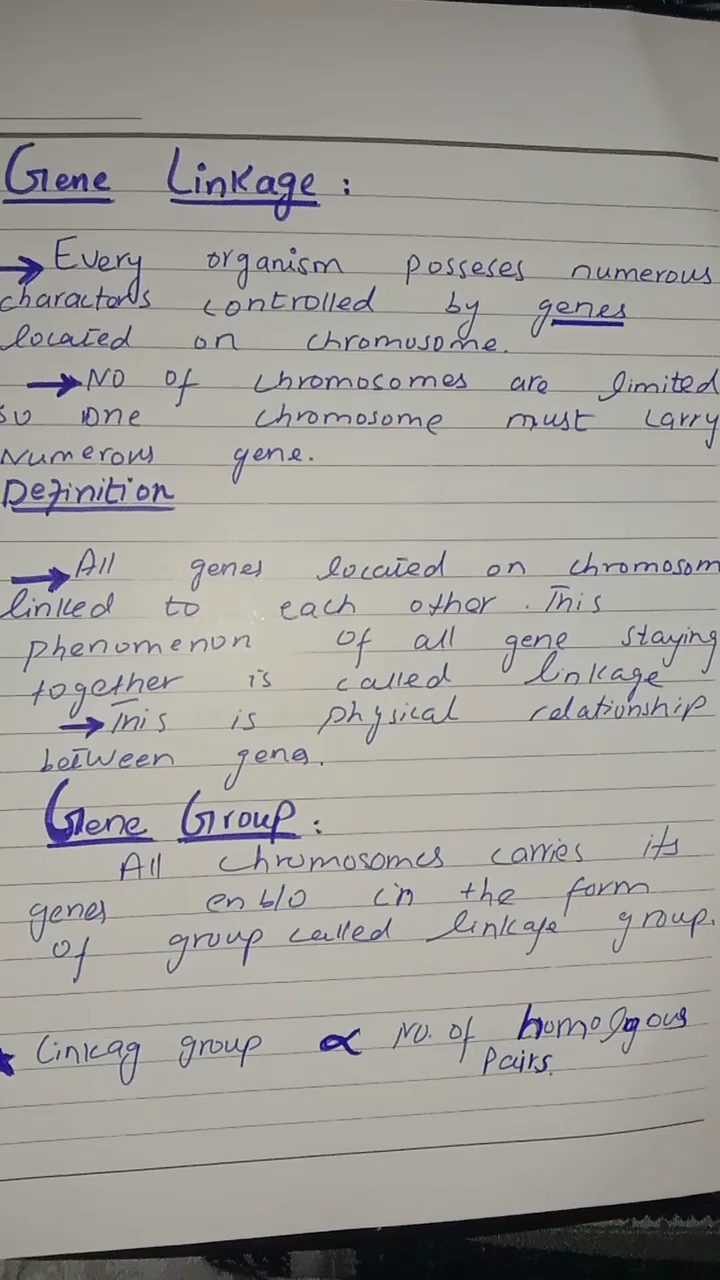 Gene Linkage :
→ Every organism posseses numerous
charactors controlled by genes
located on chromosome.
→ No of chromosomes are limited
so one chromosome must carry
numerous gene.
Definition
→ All genes located on chromosom
linked to each other. This
phenomenon of all gene staying
together is called linkage
→ This is physical relationship
between gene.
Gene Group :
All chromosomes carries its
genes enblo in the form
of group called linkage group.
★ Linkag group ∝ No. of homologous
pairs.